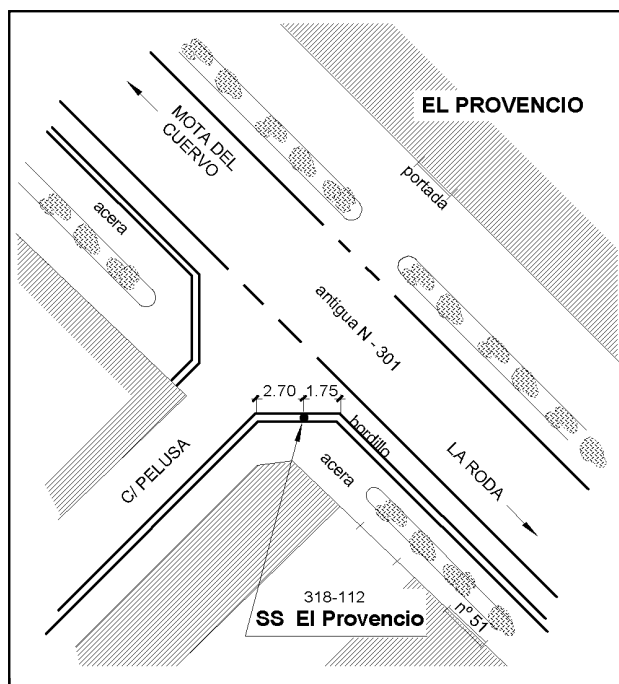 EL PROVENCIO
MOTA DEL
CUERVO
portada
acera
antigua N - 301
2.70
1.75
bordillo
C/ PELUSA
acera
LA RODA
318-112
SS El Provencio
nº 51